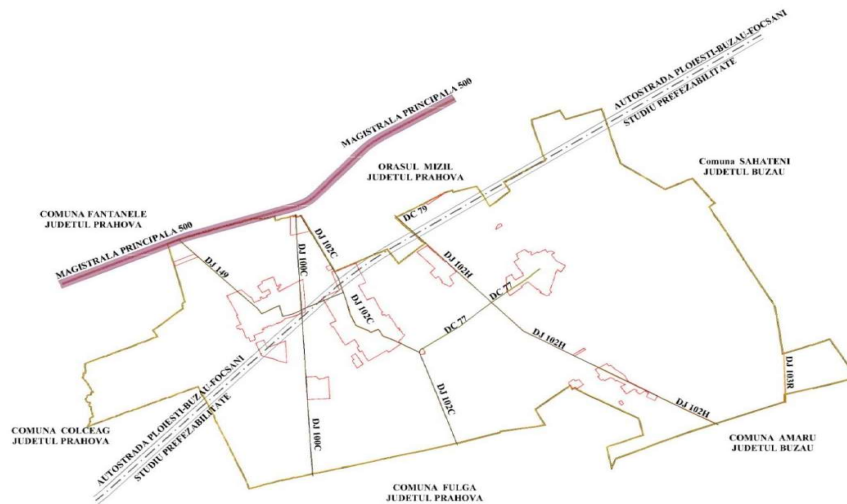 AUTOSTRADA PLOIESTI-BUZAU-FOCSANI
STUDIU PREFEZABILITATE
MAGISTRALA PRINCIPALA 500
ORASUL MIZIL
JUDETUL PRAHOVA
Comuna SAHATENI
JUDETUL BUZAU
COMUNA FANTANELE
JUDETUL PRAHOVA
MAGISTRALA PRINCIPALA 500
DC 79
DJ 102C
DJ 149
DJ 100C
DJ 102H
DC 77
DJ 102C
DC 77
DJ 102H
DJ 103R
DJ 102C
DJ 102H
DJ 100C
COMUNA COLCEAG
JUDETUL PRAHOVA
AUTOSTRADA PLOIESTI-BUZAU-FOCSANI
STUDIU PREFEZABILITATE
COMUNA AMARU
JUDETUL BUZAU
COMUNA FULGA
JUDETUL PRAHOVA